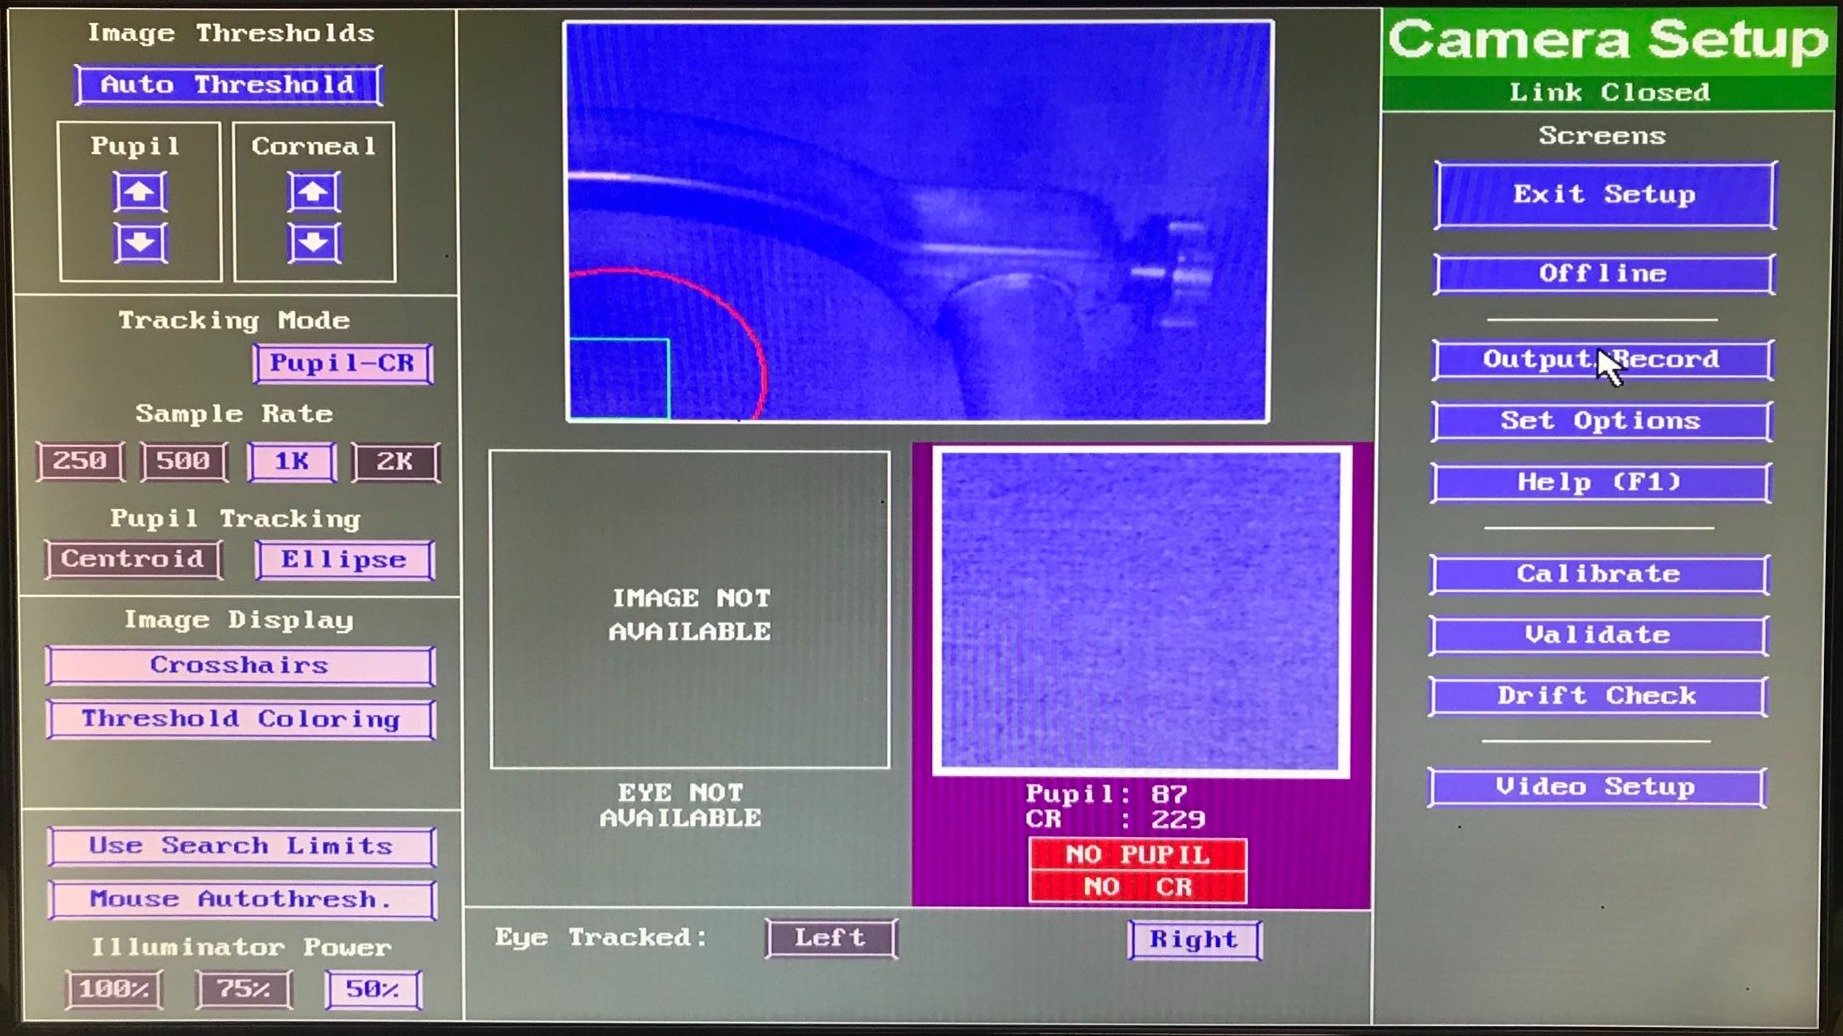 Image Thresholds
Auto Threshold
Pupil
Corneal
Tracking Mode
Pupil-CR
Sample Rate
250
500
1K
2K
Pupil Tracking
Centroid
Ellipse
Image Display
Crosshairs
Threshold Coloring
Use Search Limits
Mouse Autothresh.
Illuminator Power
100%
75%
50%
IMAGE NOT
AVAILABLE
EYE NOT
AVAILABLE
Pupil: 87
CR : 229
NO PUPIL
NO CR
Eye Tracked:
Left
Right
Camera Setup
Link Closed
Screens
Exit Setup
Offline
Output/Record
Set Options
Help (F1)
Calibrate
Validate
Drift Check
Video Setup